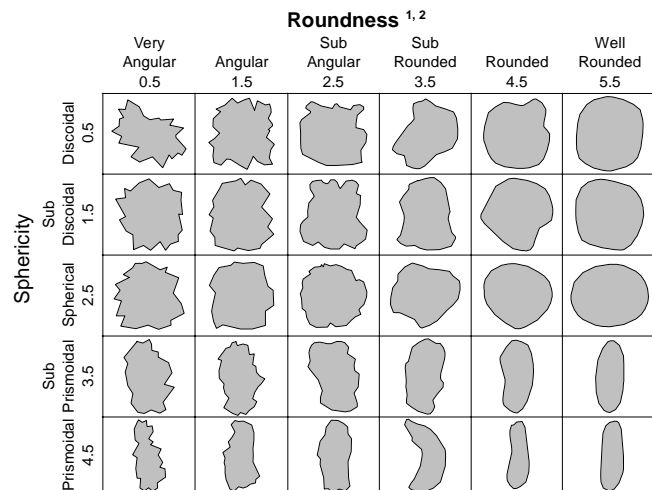 Roundness 1, 2
Very Angular 0.5
Angular 1.5
Sub Angular 2.5
Sub Rounded 3.5
Rounded 4.5
Well Rounded 5.5
Sphericity
Discoidal 0.5
Sub Discoidal 1.5
Spherical 2.5
Sub Prismoidal 3.5
Prismoidal 4.5